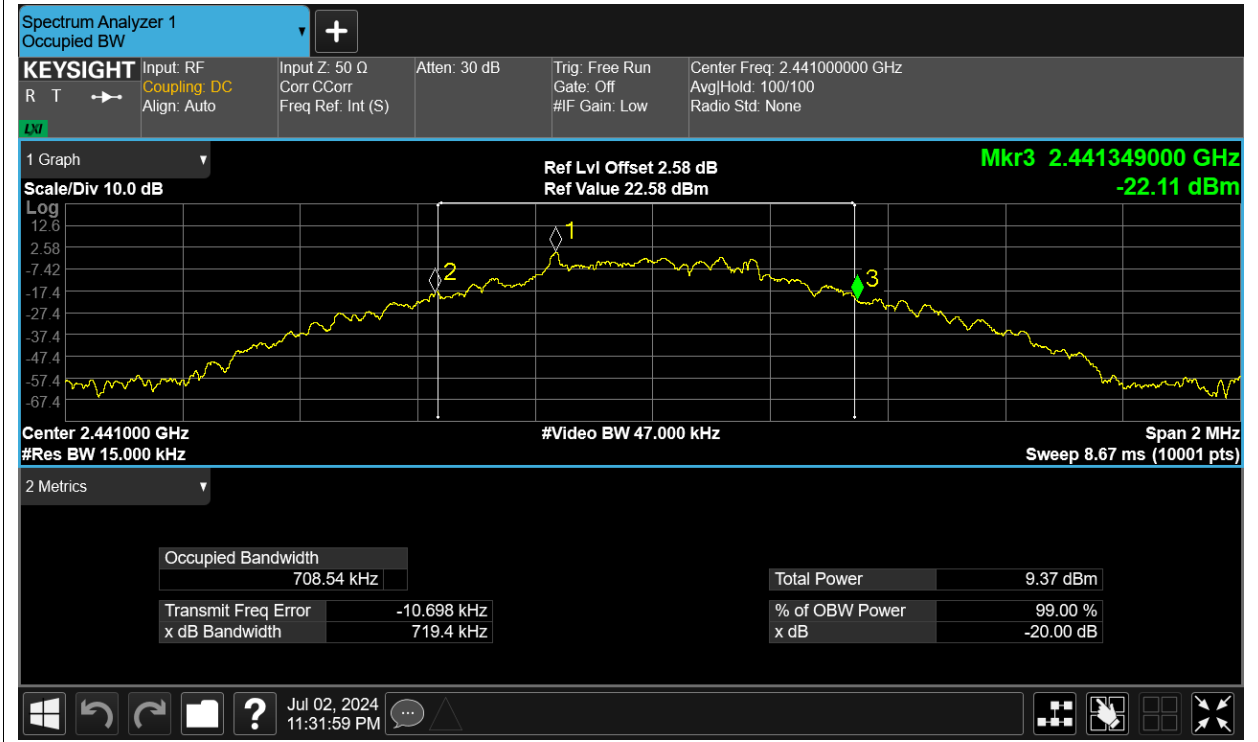 Spectrum Analyzer 1
Occupied BW
KEYSIGHT
R T
LXI
Input: RF
Coupling: DC
Align: Auto
Input Z: 50 Ω
Corr CCorr
Freq Ref: Int (S)
Atten: 30 dB
Trig: Free Run
Gate: Off
#IF Gain: Low
Center Freq: 2.441000000 GHz
Avg|Hold: 100/100
Radio Std: None
1 Graph
Scale/Div 10.0 dB
Ref Lvl Offset 2.58 dB
Ref Value 22.58 dBm
Mkr3 2.441349000 GHz
-22.11 dBm
Log
12.6
2.58
-7.42
-17.4
-27.4
-37.4
-47.4
-57.4
-67.4
1
2
3
Center 2.441000 GHz
#Res BW 15.000 kHz
#Video BW 47.000 kHz
Span 2 MHz
Sweep 8.67 ms (10001 pts)
2 Metrics
Occupied Bandwidth
708.54 kHz
Transmit Freq Error -10.698 kHz
x dB Bandwidth 719.4 kHz
Total Power 9.37 dBm
% of OBW Power 99.00 %
x dB -20.00 dB
?
Jul 02, 2024
11:31:59 PM